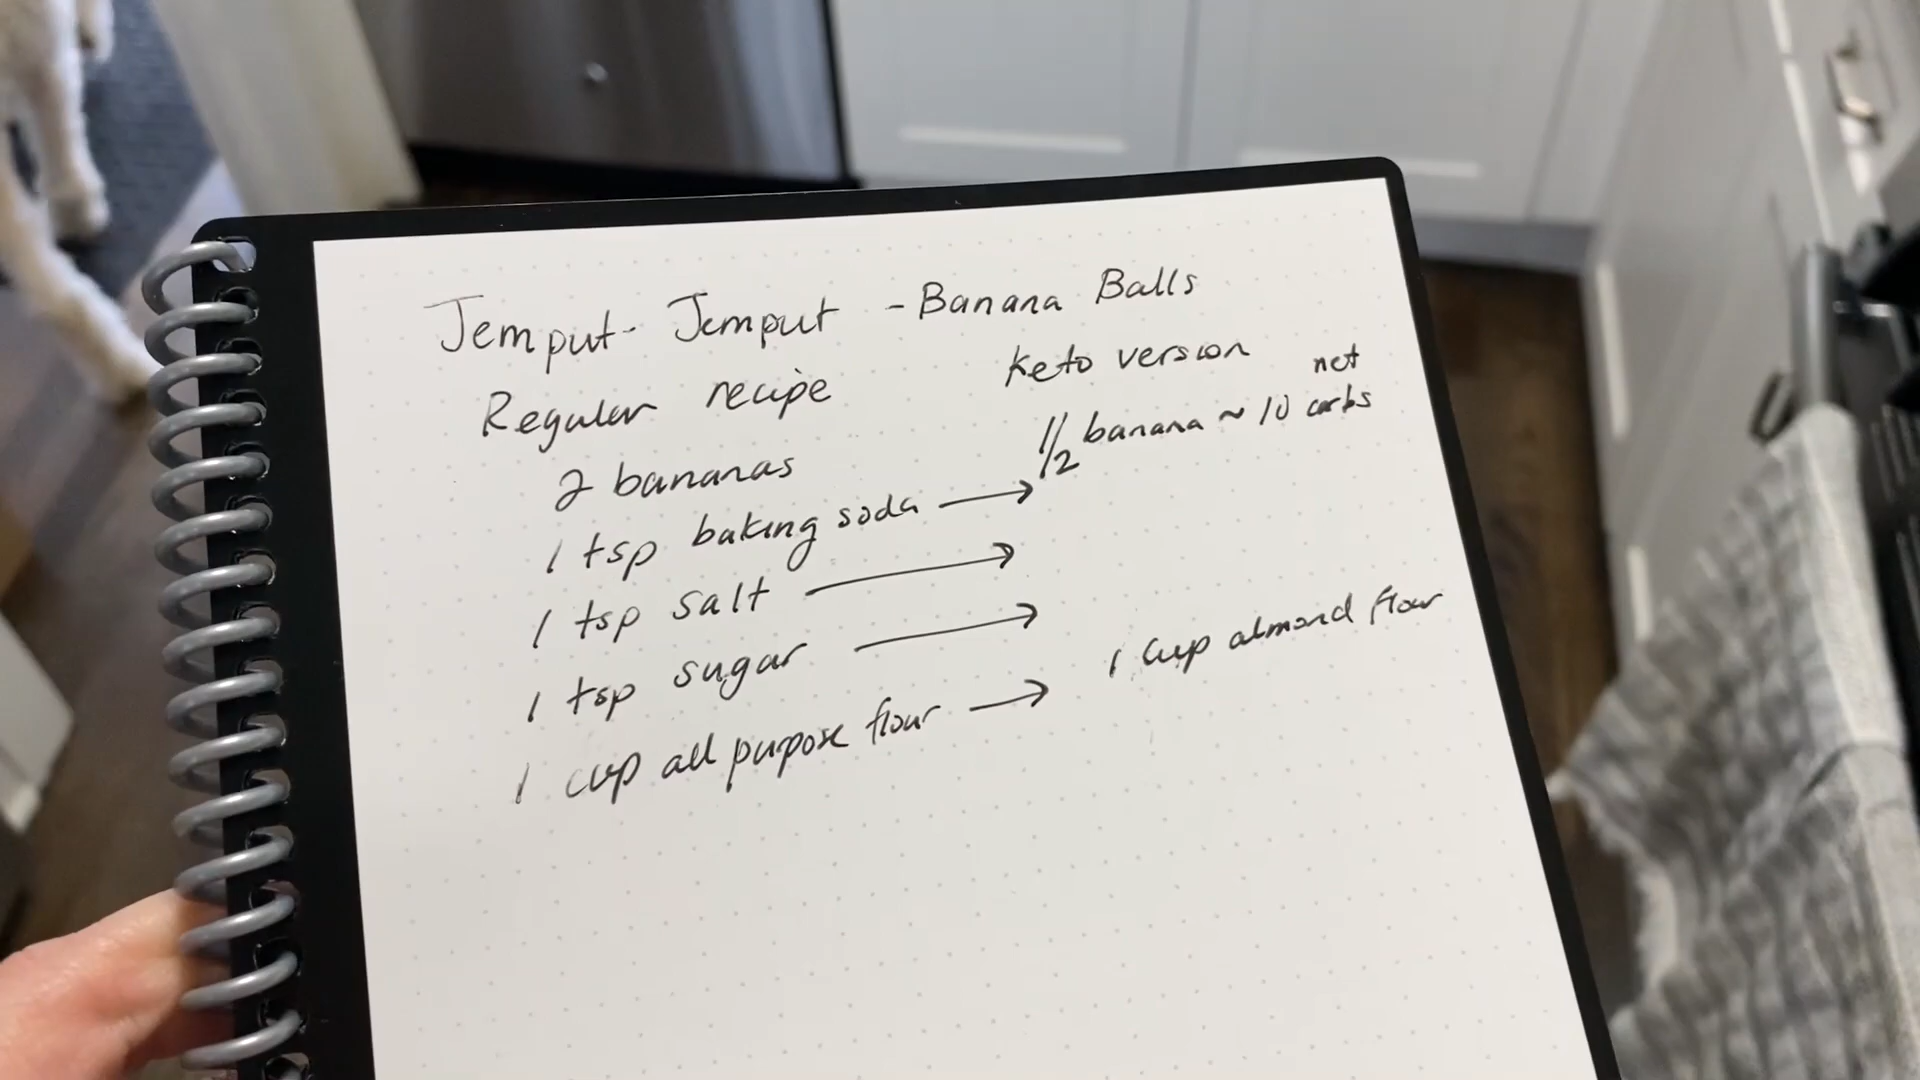 Jemput-Jemput - Banana Balls
Regular recipe
Keto version
2 bananas
1/2 banana ~ 10 net carbs
1 tsp baking soda →
1 tsp salt →
1 tsp sugar →
1 cup all purpose flour → 1 cup almond flour